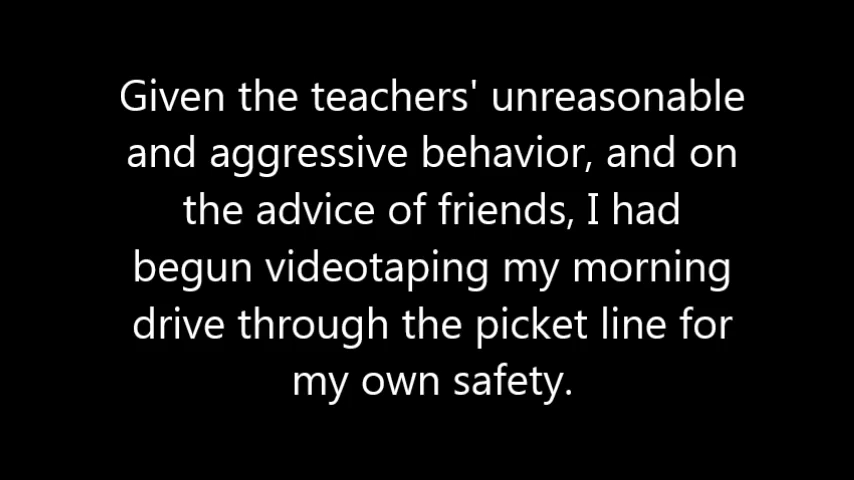 Given the teachers' unreasonable
and aggressive behavior, and on
the advice of friends, I had
begun videotaping my morning
drive through the picket line for
my own safety.